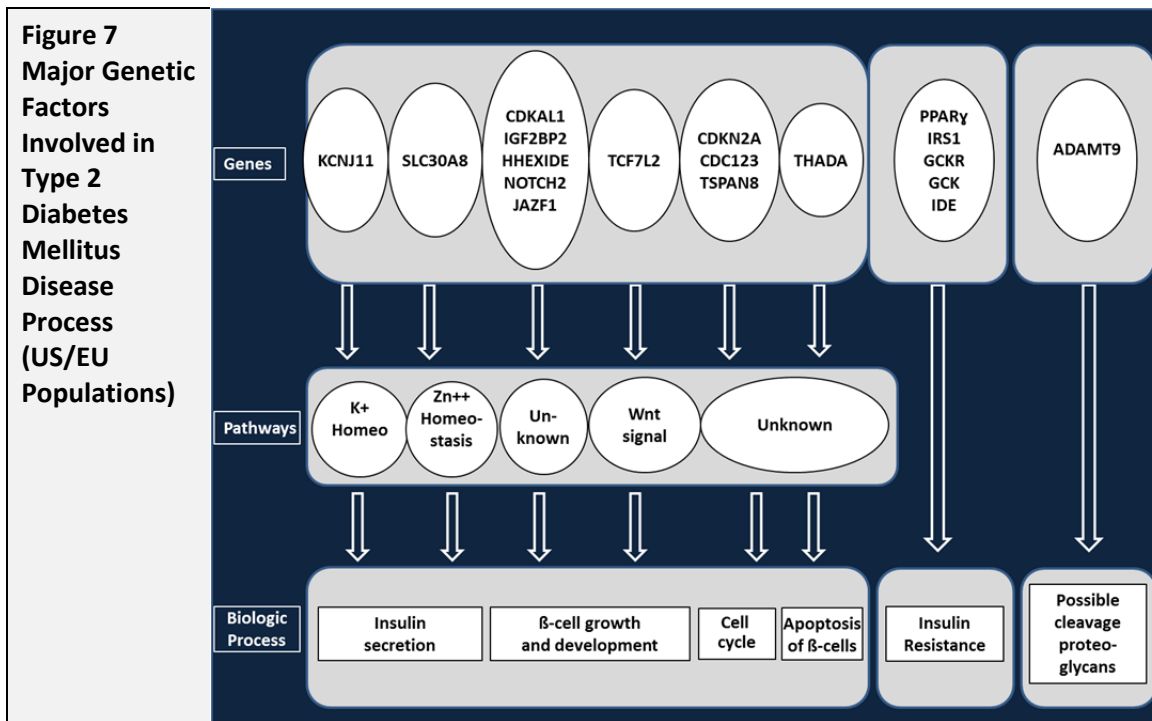 Figure 7
Major Genetic
Factors
Involved in
Type 2
Diabetes
Mellitus
Disease
Process
(US/EU
Populations)
Genes
KCNJ11
SLC30A8
CDKAL1
IGF2BP2
HHEXIDE
NOTCH2
JAZF1
TCF7L2
CDKN2A
CDC123
TSPAN8
THADA
PPARɣ
IRS1
GCKR
GCK
IDE
ADAMT9
Pathways
K+
Homeo
Zn++
Homeo-
stasis
Un-
known
Wnt
signal
Unknown
Biologic
Process
Insulin
secretion
ß-cell growth
and development
Cell
cycle
Apoptosis
of ß-cells
Insulin
Resistance
Possible
cleavage
proteo-
glycans